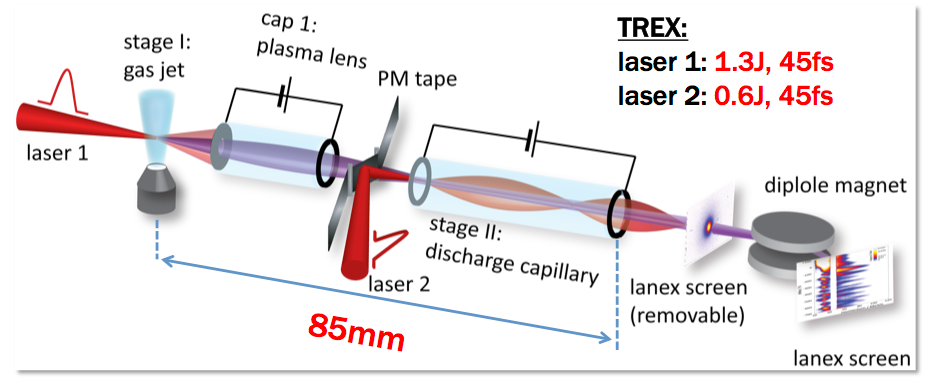 TREX:
laser 1: 1.3J, 45fs
laser 2: 0.6J, 45fs
cap 1:
plasma lens
stage I:
gas jet
PM tape
laser 1
diplole magnet
stage II:
discharge capillary
laser 2
lanex screen
(removable)
85mm
lanex screen